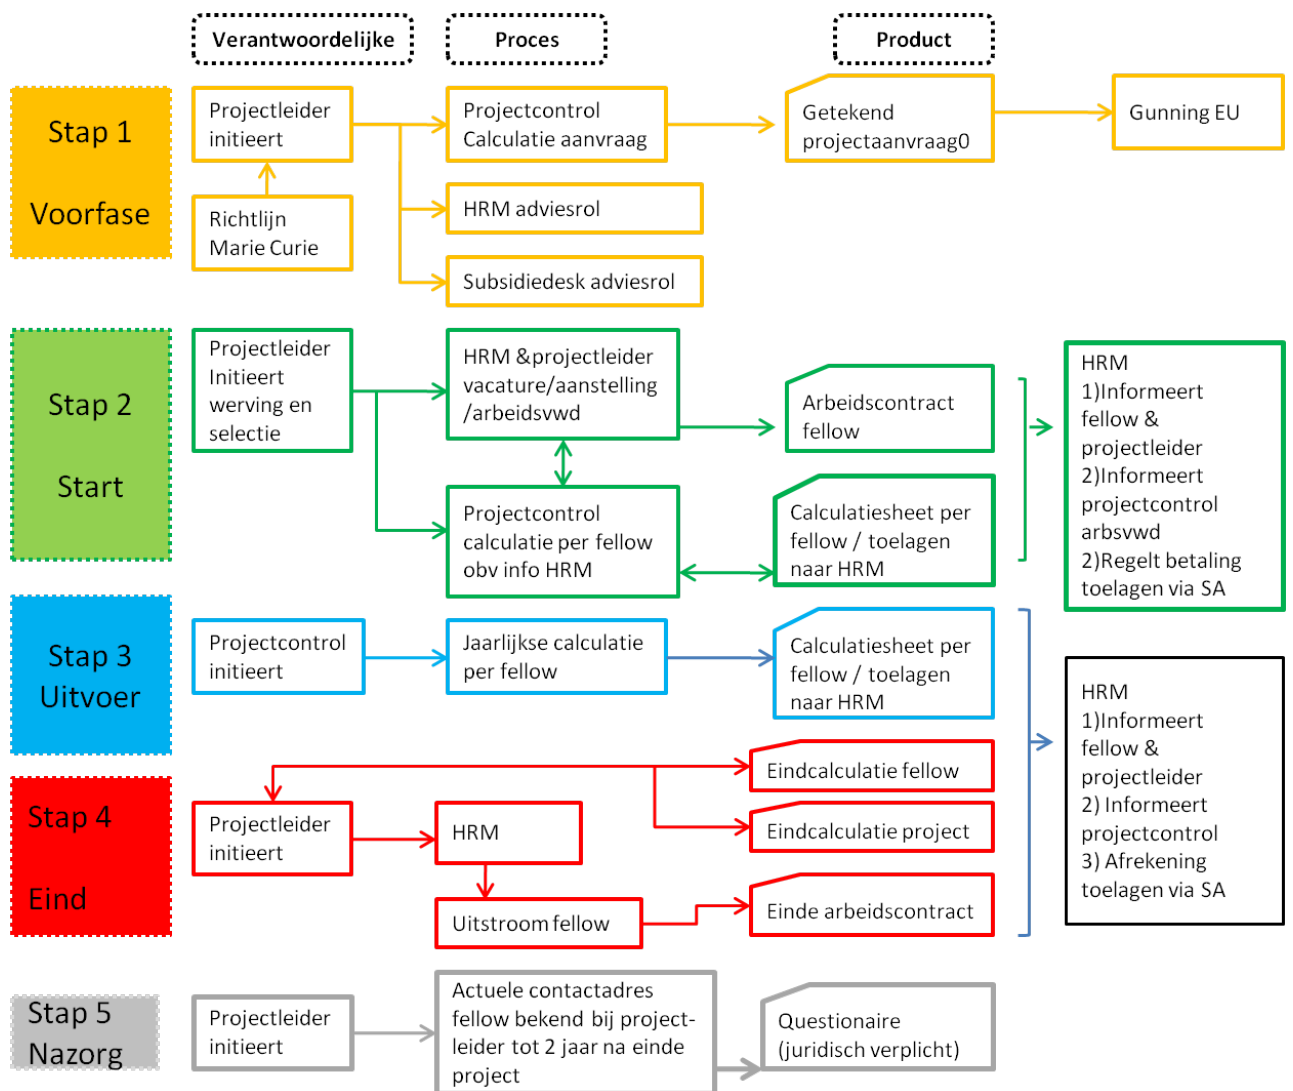 Verantwoordelijke
Proces
Product
Stap 1
Voorfase
Projectleider
initieert
Richtlijn
Marie Curie
Projectcontrol
Calculatie aanvraag
HRM adviesrol
Subsidiedesk adviesrol
Getekend
projectaanvraag0
Gunning EU
Stap 2
Start
Projectleider
Initieert
werving en
selectie
HRM &projectleider
vacature/aanstelling
/arbeidsvwd
Projectcontrol
calculatie per fellow
obv info HRM
Arbeidscontract
fellow
Calculatiesheet per
fellow / toelagen
naar HRM
HRM
1)Informeert
fellow &
projectleider
2)Informeert
projectcontrol
arbsvwd
2)Regelt betaling
toelagen via SA
Stap 3
Uitvoer
Projectcontrol
initieert
Jaarlijkse calculatie
per fellow
Calculatiesheet per
fellow / toelagen
naar HRM
Stap 4
Eind
Projectleider
initieert
HRM
Uitstroom fellow
Eindcalculatie fellow
Eindcalculatie project
Einde arbeidscontract
HRM
1)Informeert
fellow &
projectleider
2) Informeert
projectcontrol
3) Afrekening
toelagen via SA
Stap 5
Nazorg
Projectleider
initieert
Actuele contactadres
fellow bekend bij project-
leider tot 2 jaar na einde
project
Questionaire
(juridisch verplicht)